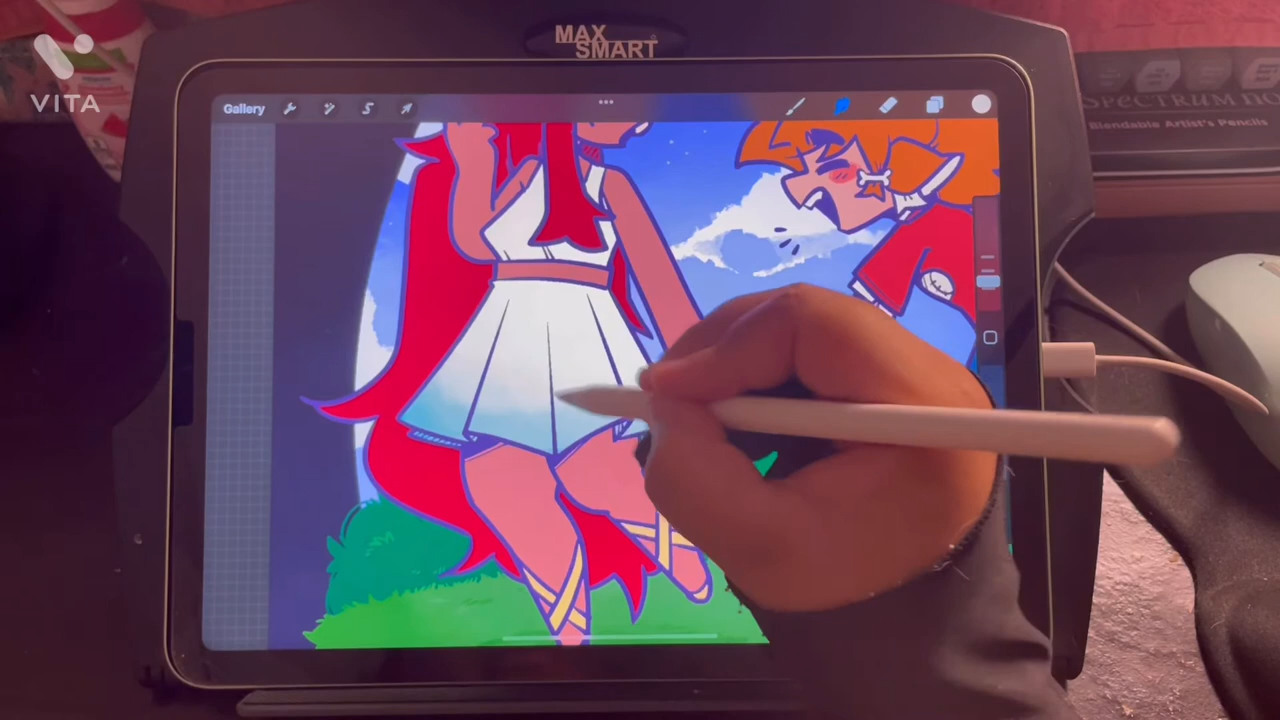 VITA
MAX
SMART
Gallery
SPECTRUM NO
Blendable Artist's Pencils